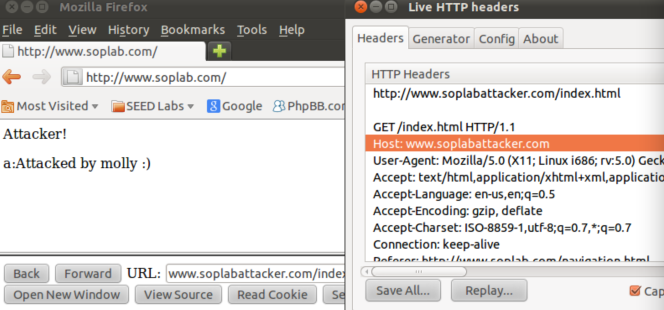 Mozilla Firefox
File Edit View History Bookmarks Tools Help
http://www.soplab.com/
http://www.soplab.com/
Most Visited SEED Labs Google PhpBB.com
Attacker!
a:Attacked by molly :)
Back Forward URL: www.soplabattacker.com/index
Open New Window View Source Read Cookie Se
Live HTTP headers
Headers Generator Config About
HTTP Headers
http://www.soplabattacker.com/index.html
GET /index.html HTTP/1.1
Host: www.soplabattacker.com
User-Agent: Mozilla/5.0 (X11; Linux i686; rv:5.0) Geck
Accept: text/html,application/xhtml+xml,applicatio
Accept-Language: en-us,en;q=0.5
Accept-Encoding: gzip, deflate
Accept-Charset: ISO-8859-1,utf-8;q=0.7,*;q=0.7
Connection: keep-alive
Referer: http://www.soplab.com/navigation.html
Save All... Replay... Cap